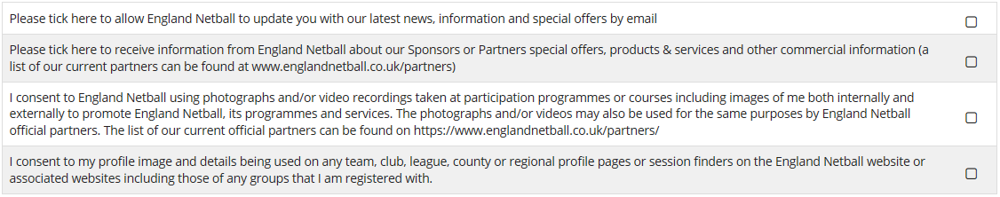 Please tick here to allow England Netball to update you with our latest news, information and special offers by email
Please tick here to receive information from England Netball about our Sponsors or Partners special offers, products & services and other commercial information (a
list of our current partners can be found at www.englandnetball.co.uk/partners)
I consent to England Netball using photographs and/or video recordings taken at participation programmes or courses including images of me both internally and
externally to promote England Netball, its programmes and services. The photographs and/or videos may also be used for the same purposes by England Netball
official partners. The list of our current official partners can be found on https://www.englandnetball.co.uk/partners/
I consent to my profile image and details being used on any team, club, league, county or regional profile pages or session finders on the England Netball website or
associated websites including those of any groups that I am registered with.